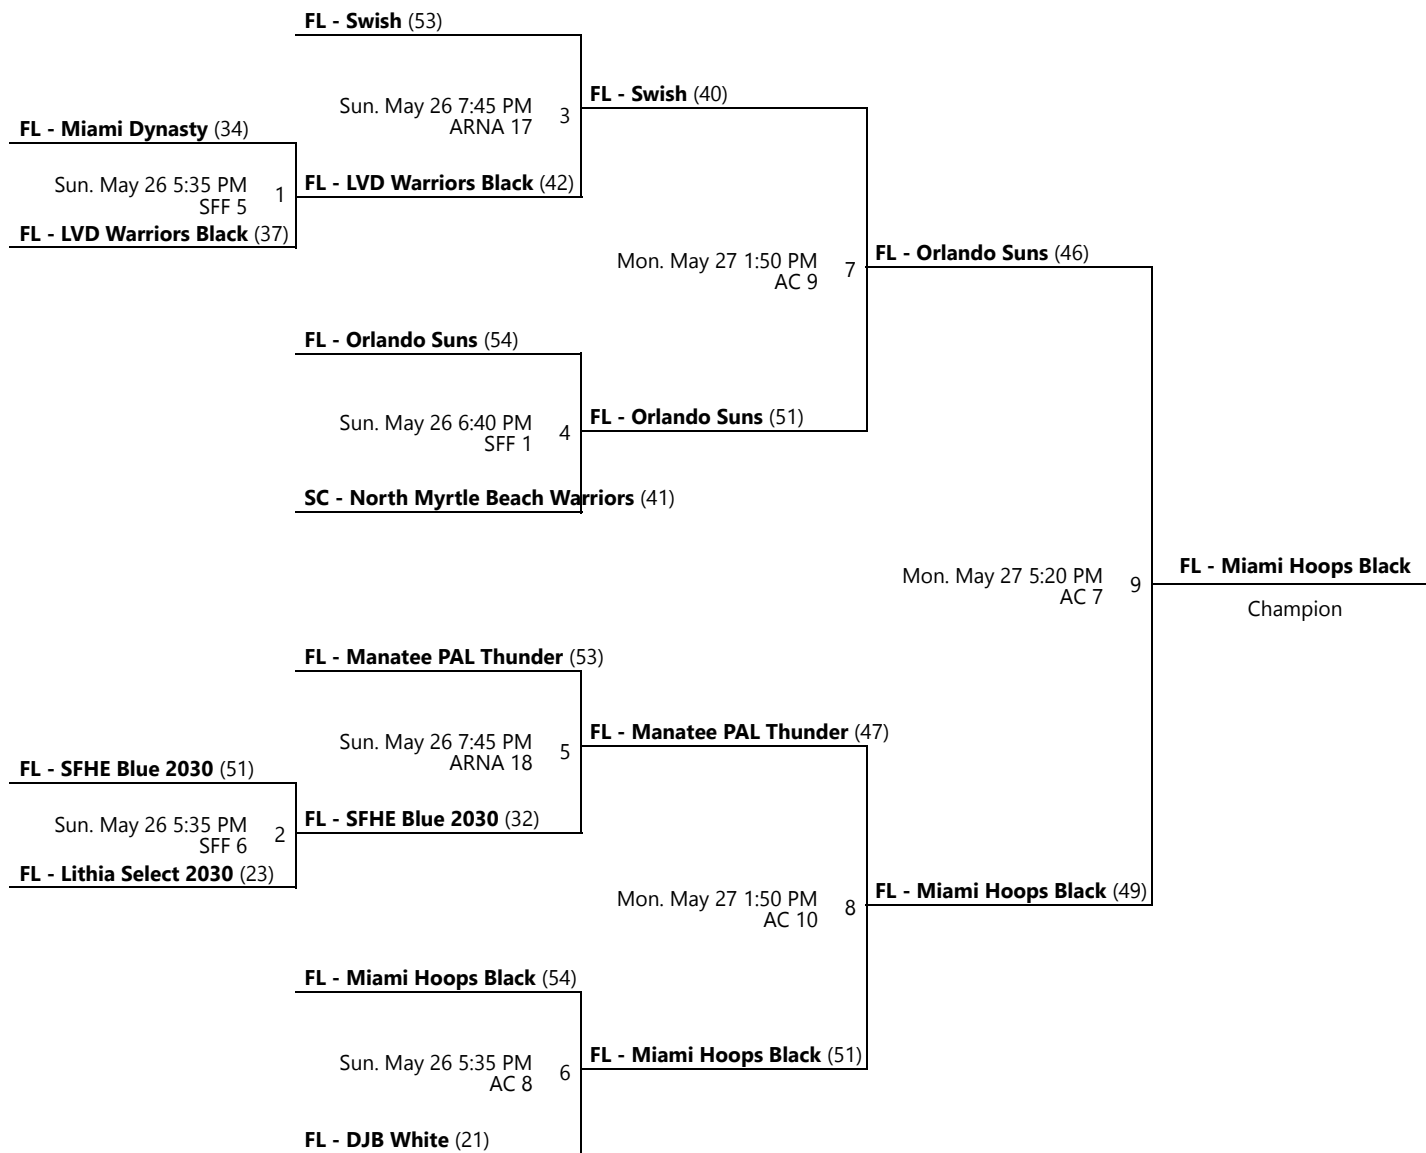 FL - Swish (53)
Sun. May 26 7:45 PM
ARNA 17
3
FL - Swish (40)
FL - Miami Dynasty (34)
Sun. May 26 5:35 PM
SFF 5
1
FL - LVD Warriors Black (42)
FL - LVD Warriors Black (37)
Mon. May 27 1:50 PM
AC 9
7
FL - Orlando Suns (46)
FL - Orlando Suns (54)
Sun. May 26 6:40 PM
SFF 1
4
FL - Orlando Suns (51)
SC - North Myrtle Beach Warriors (41)
Mon. May 27 5:20 PM
AC 7
9
FL - Miami Hoops Black
Champion
FL - Manatee PAL Thunder (53)
Sun. May 26 7:45 PM
ARNA 18
5
FL - Manatee PAL Thunder (47)
FL - SFHE Blue 2030 (51)
Sun. May 26 5:35 PM
SFF 6
2
FL - SFHE Blue 2030 (32)
FL - Lithia Select 2030 (23)
Mon. May 27 1:50 PM
AC 10
8
FL - Miami Hoops Black (49)
FL - Miami Hoops Black (54)
Sun. May 26 5:35 PM
AC 8
6
FL - Miami Hoops Black (51)
FL - DJB White (21)